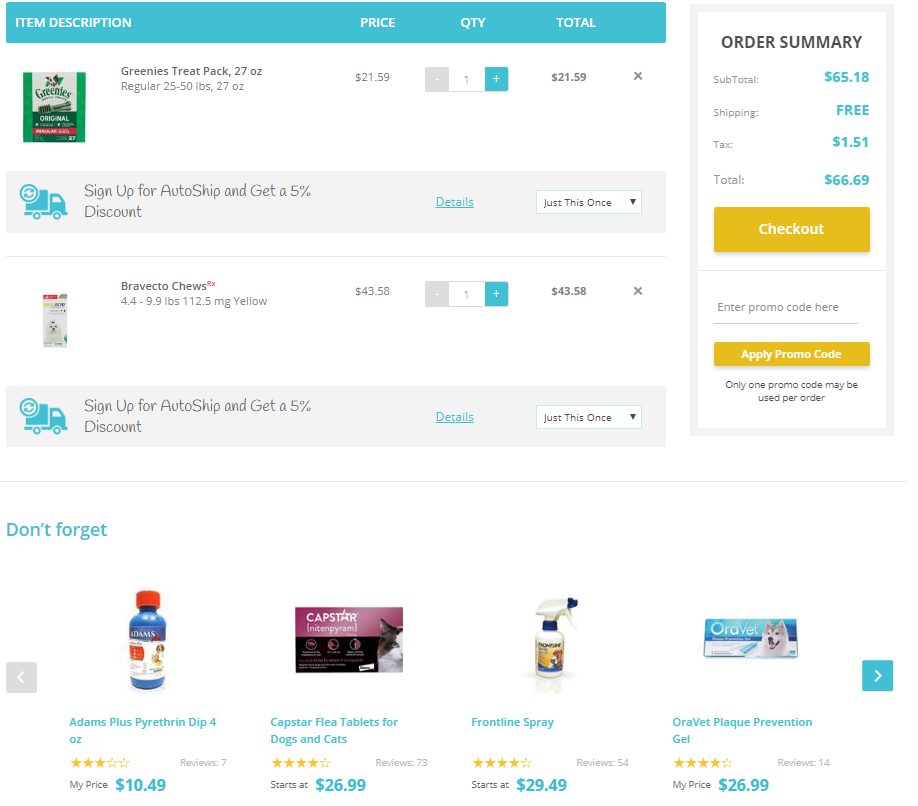 ITEM DESCRIPTION PRICE QTY TOTAL
Greenies Treat Pack, 27 oz
Regular 25-50 lbs, 27 oz
$21.59 - 1 + $21.59 ×
Greenies
ORIGINAL
REGULAR
27
Sign Up for AutoShip and Get a 5%
Discount
Details
Just This Once ▼
Bravecto Chews Rx
4.4 - 9.9 lbs 112.5 mg Yellow
$43.58 - 1 + $43.58 ×
Sign Up for AutoShip and Get a 5%
Discount
Details
Just This Once ▼
ORDER SUMMARY
SubTotal: $65.18
Shipping: FREE
Tax: $1.51
Total: $66.69
Checkout
Enter promo code here
Apply Promo Code
Only one promo code may be
used per order
Don't forget
ADAMS
CAPSTAR
(nitenpyram)
FRONTLINE
OraVet
Plaque Prevention Gel
< >
Adams Plus Pyrethrin Dip 4
oz
Reviews: 7
My Price $10.49
Capstar Flea Tablets for
Dogs and Cats
Reviews: 73
Starts at $26.99
Frontline Spray
Reviews: 54
Starts at $29.49
OraVet Plaque Prevention
Gel
Reviews: 14
My Price $26.99